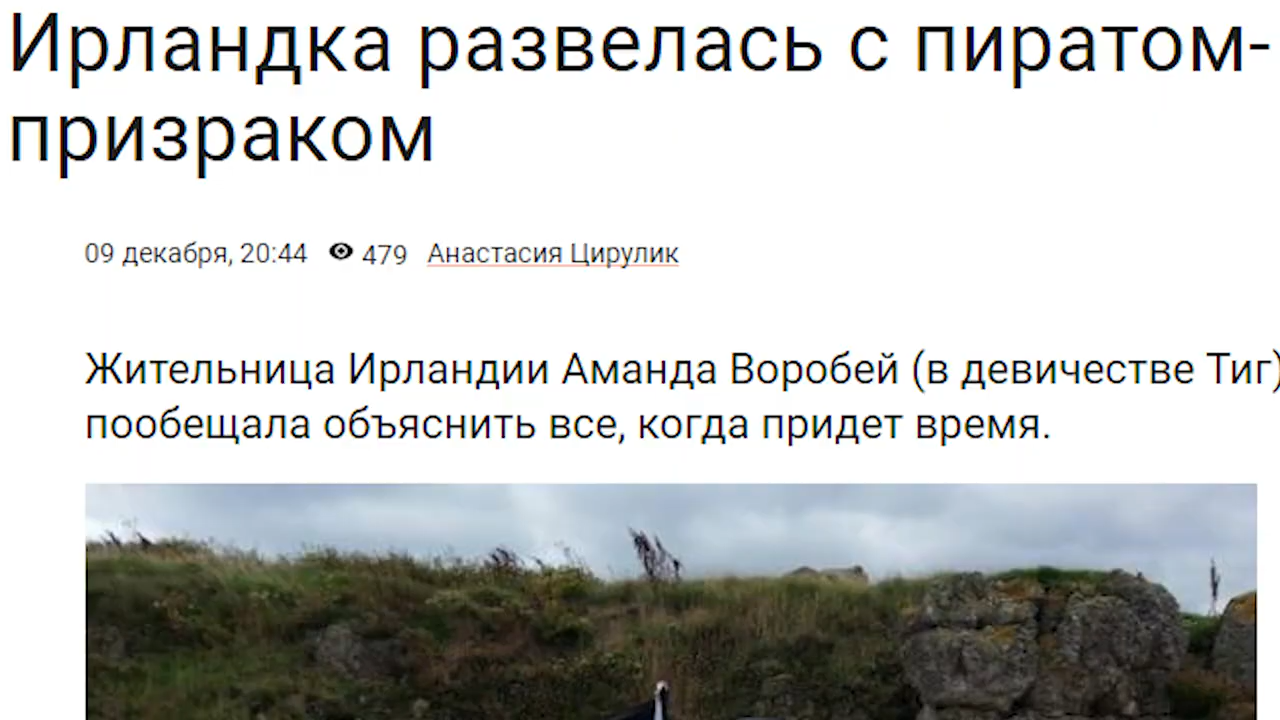 Ирландка развелась с пиратом-
призраком
09 декабря, 20:44 479 Анастасия Цирулик
Жительница Ирландии Аманда Воробей (в девичестве Тиг)
пообещала объяснить все, когда придет время.